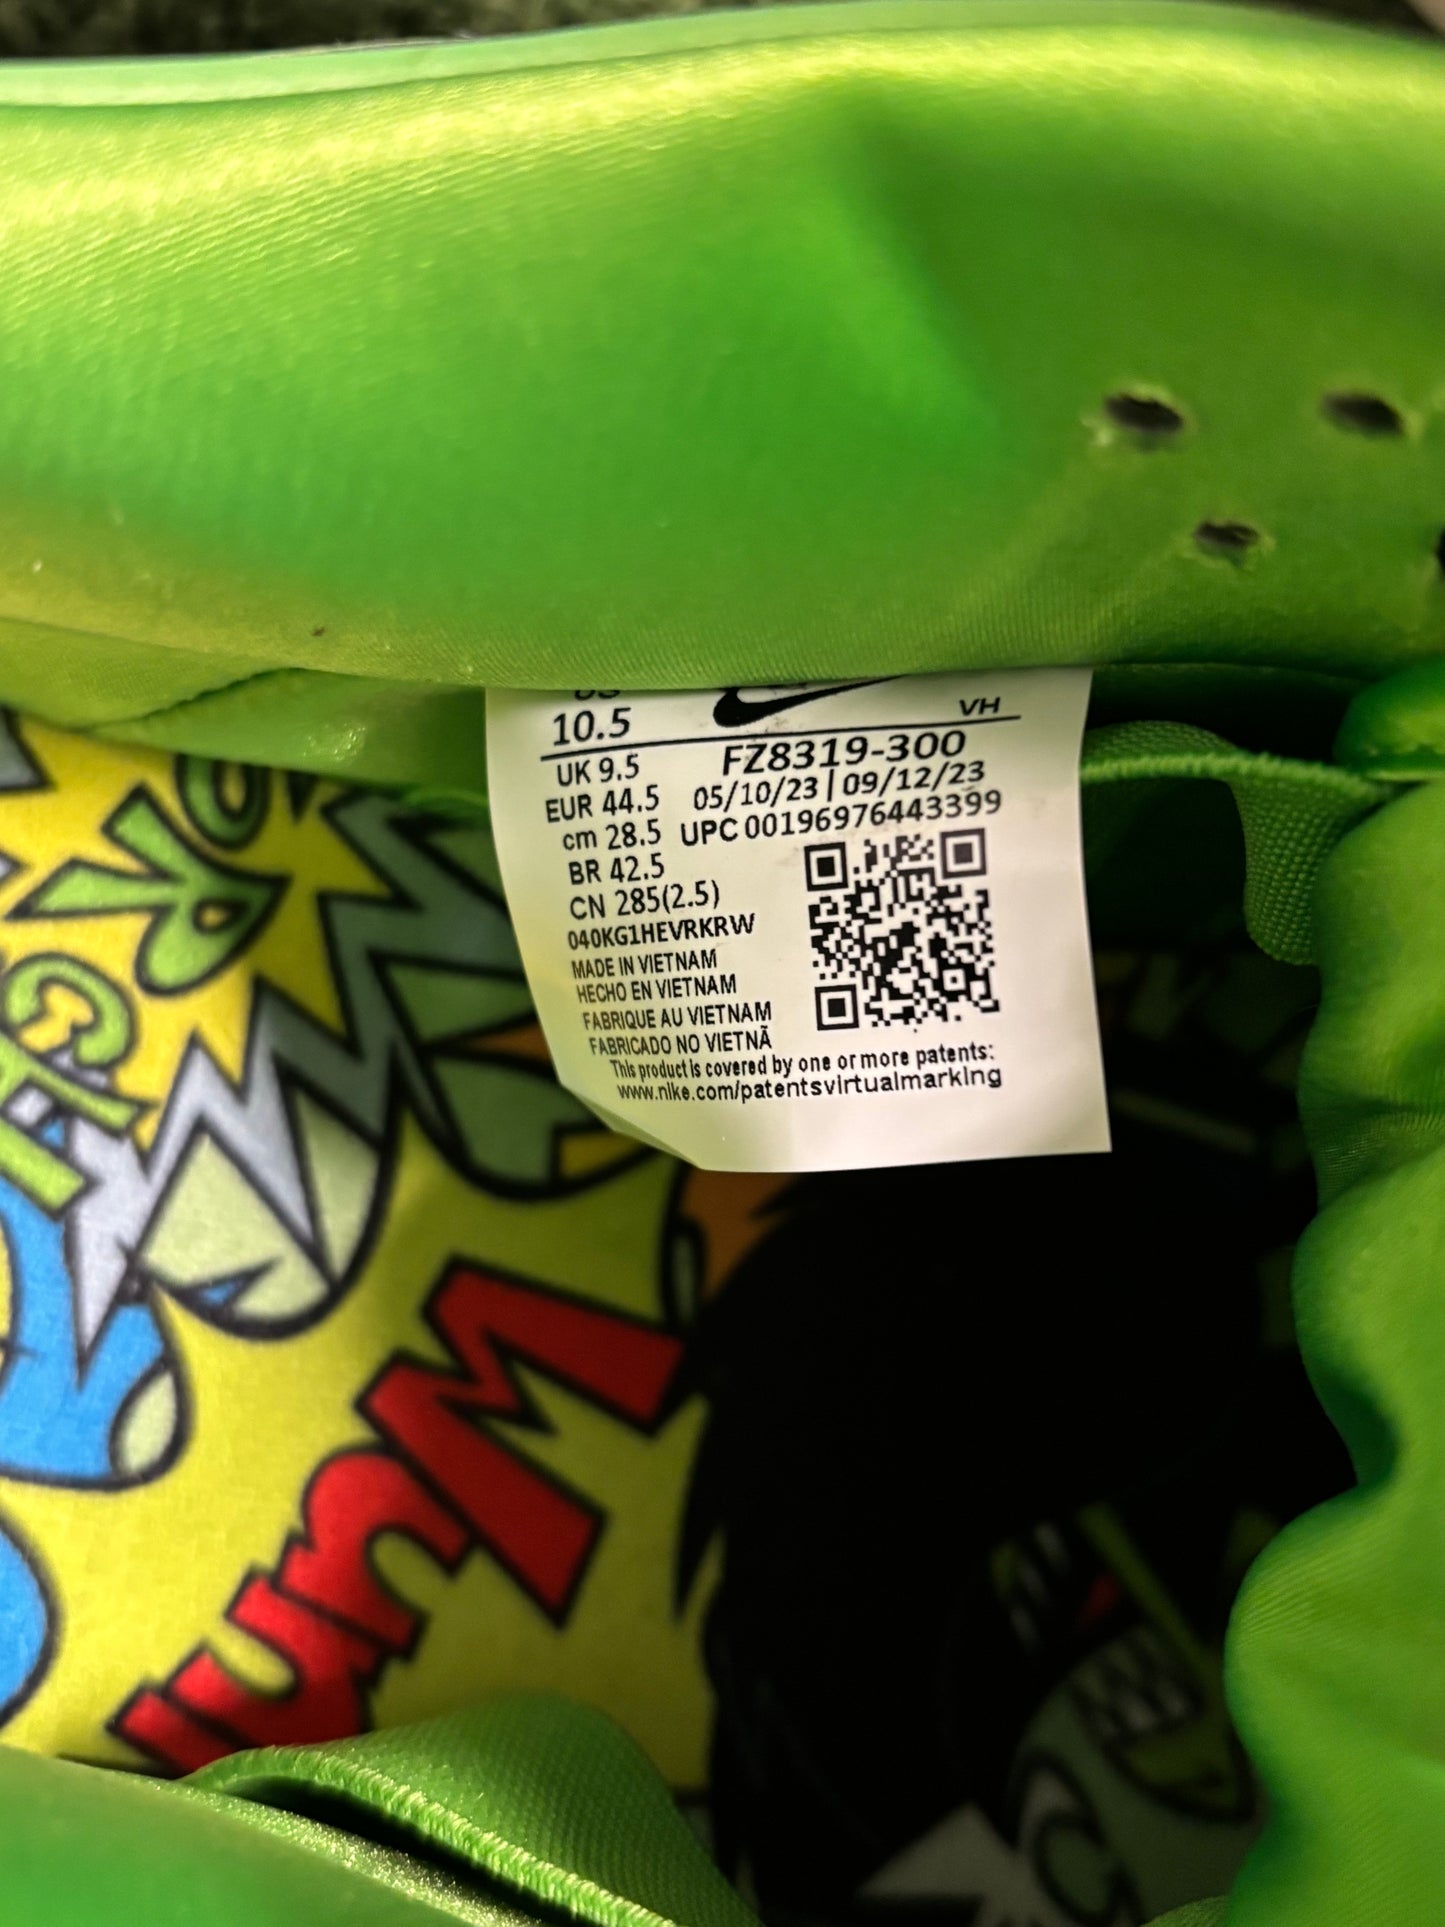 US
10.5
VH
UK 9.5
FZ8319-300
EUR 44.5
05/10/23 | 09/12/23
cm 28.5
UPC 00196976443399
BR 42.5
CN 285(2.5)
040KG1HEVRKRW
MADE IN VIETNAM
HECHO EN VIETNAM
FABRIQUE AU VIETNAM
FABRICADO NO VIETNÃ
This product is covered by one or more patents:
www.nike.com/patentsvirtualmarking